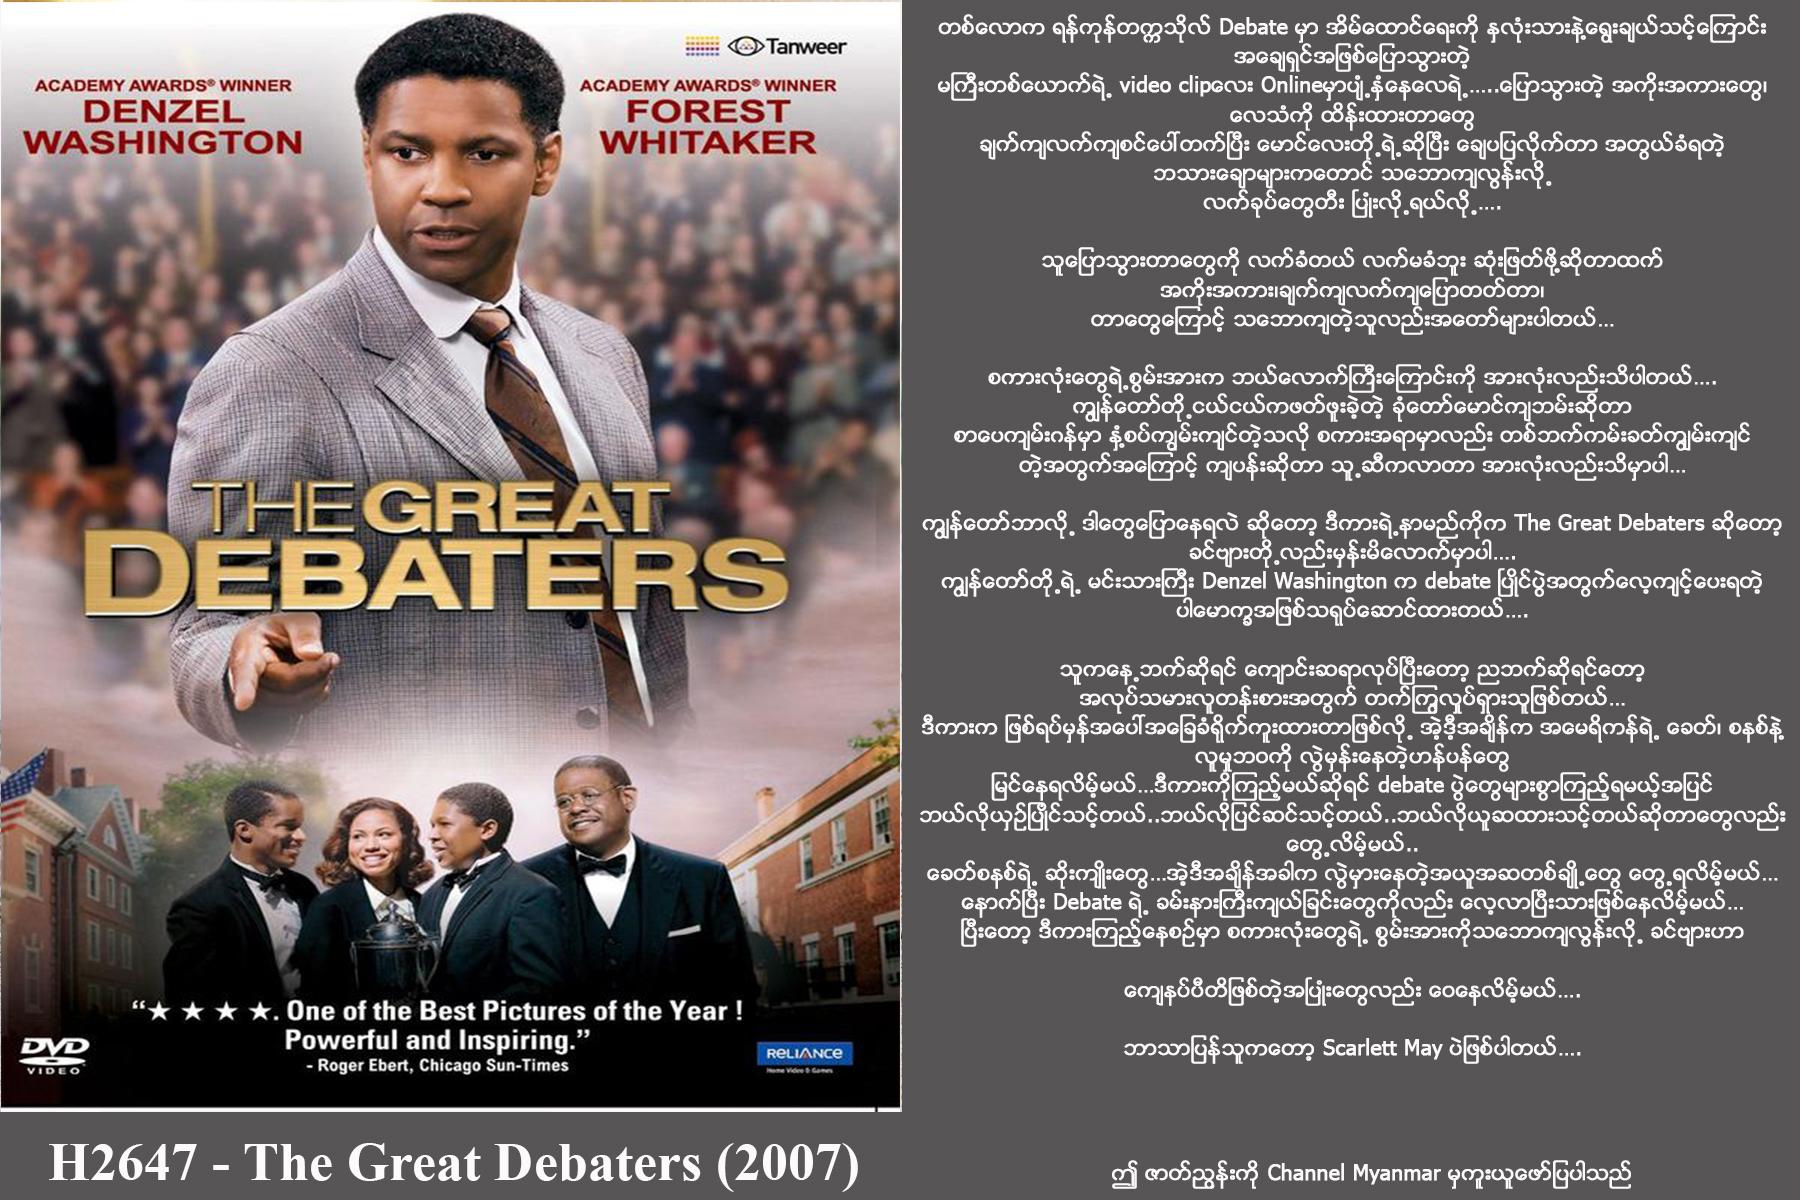 Tanweer
ACADEMY AWARDS® WINNER
DENZEL
WASHINGTON
ACADEMY AWARDS® WINNER
FOREST
WHITAKER
THE GREAT
DEBATERS
“★ ★ ★ ★. One of the Best Pictures of the Year !
Powerful and Inspiring.”
- Roger Ebert, Chicago Sun-Times
DVD
VIDEO
RELIANCE
Home Video & Games
H2647 - The Great Debaters (2007)
တစ်လောက ရန်ကုန်တက္ကသိုလ် Debate မှာ အိမ်ထောင်ရေးကို နှလုံးသားနဲ့ရွေးချယ်သင့်ကြောင်း
အချေရှင်အဖြစ်ပြောသွားတဲ့
မကြီးတစ်ယောက်ရဲ့ video clipလေး Onlineမှာပျံ့နှံနေလေရဲ့.....ပြောသွားတဲ့ အကိုးအကားတွေ၊
လေသံကို ထိန်းထားတာတွေ
ချက်ကျလက်ကျစင်ပေါ်တက်ပြီး မောင်လေးတို့ရဲ့ဆိုပြီး ချေပပြလိုက်တာ အတွယ်ခံရတဲ့
ဘသားချောများကတောင် သဘောကျလွန်းလို့
လက်ခုပ်တွေတီး ပြုံးလို့ရယ်လို့....
သူပြောသွားတာတွေကို လက်ခံတယ် လက်မခံဘူး ဆုံးဖြတ်ဖို့ဆိုတာထက်
အကိုးအကား၊ချက်ကျလက်ကျပြောတတ်တာ၊
တာတွေကြောင့် သဘောကျတဲ့သူလည်းအတော်များပါတယ်...
စကားလုံးတွေရဲ့စွမ်းအားက ဘယ်လောက်ကြီးကြောင်းကို အားလုံးလည်းသိပါတယ်....
ကျွန်တော်တို့ငယ်ငယ်ကဖတ်ဖူးခဲ့တဲ့ ခုံတော်မောင်ကျဘမ်းဆိုတာ
စာပေကျမ်းဂန်မှာ နှံ့စပ်ကျွမ်းကျင်တဲ့သလို စကားအရာမှာလည်း တစ်ဘက်ကမ်းခတ်ကျွမ်းကျင်
တဲ့အတွက်အကြောင့် ကျပန်းဆိုတာ သူ့ဆီကလာတာ အားလုံးလည်းသိမှာပါ...
ကျွန်တော်ဘာလို့ ဒါတွေပြောနေရလဲ ဆိုတော့ ဒီကားရဲ့နာမည်ကိုက The Great Debaters ဆိုတော့
ခင်ဗျားတို့လည်းမှန်းမိလောက်မှာပါ....
ကျွန်တော်တို့ရဲ့ မင်းသားကြီး Denzel Washington က debate ပြိုင်ပွဲအတွက်လေ့ကျင့်ပေးရတဲ့
ပါမောက္ခအဖြစ်သရုပ်ဆောင်ထားတယ်....
သူကနေ့ဘက်ဆိုရင် ကျောင်းဆရာလုပ်ပြီးတော့ ညဘက်ဆိုရင်တော့
အလုပ်သမားလူတန်းစားအတွက် တက်ကြွလှုပ်ရှားသူဖြစ်တယ်...
ဒီကားက ဖြစ်ရပ်မှန်အပေါ်အခြေခံရိုက်ကူးထားတာဖြစ်လို့ အဲ့ဒီ့အချိန်က အမေရိကန်ရဲ့ ခေတ်၊ စနစ်နဲ့
လူမှုဘဝကို လွဲမှန်းနေတဲ့ဟန်ပန်တွေ
မြင်နေရလိမ့်မယ်...ဒီကားကိုကြည့်မယ်ဆိုရင် debate ပွဲတွေများစွာကြည့်ရမယ့်အပြင်
ဘယ်လိုယှဉ်ပြိုင်သင့်တယ်..ဘယ်လိုပြင်ဆင်သင့်တယ်..ဘယ်လိုယူဆထားသင့်တယ်ဆိုတာတွေလည်း
တွေ့လိမ့်မယ်..
ခေတ်စနစ်ရဲ့ ဆိုးကျိုးတွေ...အဲ့ဒီအချိန်အခါက လွဲမှားနေတဲ့အယူအဆတစ်ချို့တွေ တွေ့ရလိမ့်မယ်...
နောက်ပြီး Debate ရဲ့ ခမ်းနားကြီးကျယ်ခြင်းတွေကိုလည်း လေ့လာပြီးသားဖြစ်နေလိမ့်မယ်...
ပြီးတော့ ဒီကားကြည့်နေစဉ်မှာ စကားလုံးတွေရဲ့ စွမ်းအားကိုသဘောကျလွန်းလို့ ခင်ဗျားဟာ
ကျေနပ်ပီတိဖြစ်တဲ့အပြုံးတွေလည်း ဝေနေလိမ့်မယ်....
ဘာသာပြန်သူကတော့ Scarlett May ပဲဖြစ်ပါတယ်....
ဤ ဇာတ်ညွှန်းကို Channel Myanmar မှကူးယူဖော်ပြပါသည်